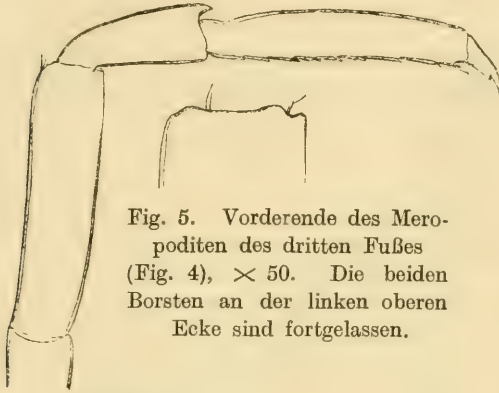 Fig. 5. Vorderende des Mero-
poditen des dritten Fußes
(Fig. 4), × 50. Die beiden
Borsten an der linken oberen
Ecke sind fortgelassen.